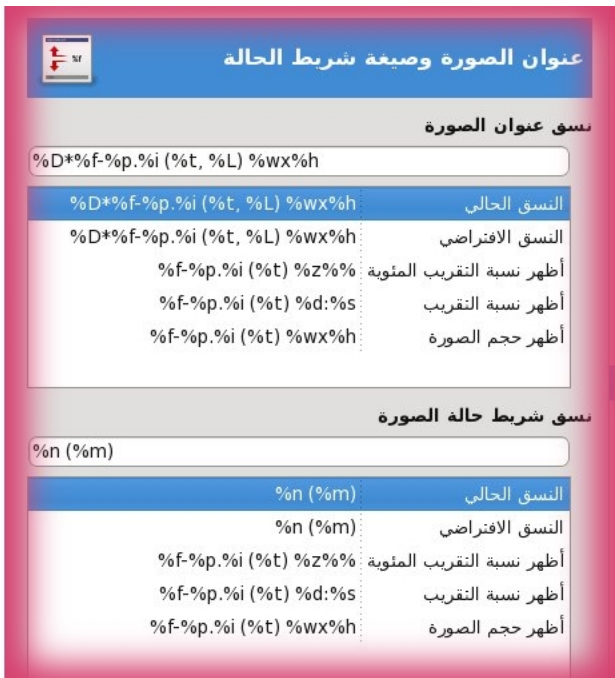 عنوان الصورة وصيغة شريط الحالة
%f
نسق عنوان الصورة
%D*%f-%p.%i (%t, %L) %wx%h
النسق الحالي %D*%f-%p.%i (%t, %L) %wx%h
النسق الافتراضي %D*%f-%p.%i (%t, %L) %wx%h
أظهر نسبة التقريب المئوية %f-%p.%i (%t) %z%%
أظهر نسبة التقريب %f-%p.%i (%t) %d:%s
أظهر حجم الصورة %f-%p.%i (%t) %wx%h
نسق شريط حالة الصورة
%n (%m)
النسق الحالي %n (%m)
النسق الافتراضي %n (%m)
أظهر نسبة التقريب المئوية %f-%p.%i (%t) %z%%
أظهر نسبة التقريب %f-%p.%i (%t) %d:%s
أظهر حجم الصورة %f-%p.%i (%t) %wx%h